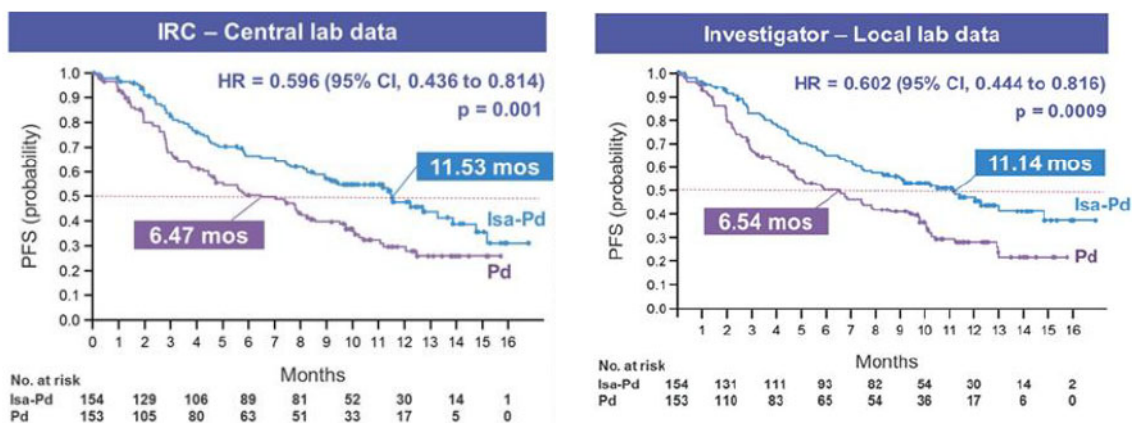 IRC – Central lab data
HR = 0.596 (95% CI, 0.436 to 0.814)
p = 0.001
PFS (probability)
1.0
0.9
0.8
0.7
0.6
0.5
0.4
0.3
0.2
0.1
0.0
11.53 mos
6.47 mos
Isa-Pd
Pd
0 1 2 3 4 5 6 7 8 9 10 11 12 13 14 15 16
Months
No. at risk
Isa-Pd 154 129 106 89 81 52 30 14 1
Pd 153 105 80 63 51 33 17 5 0
Investigator – Local lab data
HR = 0.602 (95% CI, 0.444 to 0.816)
p = 0.0009
PFS (probability)
1.0
0.9
0.8
0.7
0.6
0.5
0.4
0.3
0.2
0.1
0.0
11.14 mos
6.54 mos
Isa-Pd
Pd
1 2 3 4 5 6 7 8 9 10 11 12 13 14 15 16
Months
No. at risk
Isa-Pd 154 131 111 93 82 54 30 14 2
Pd 153 110 83 65 54 36 17 6 0